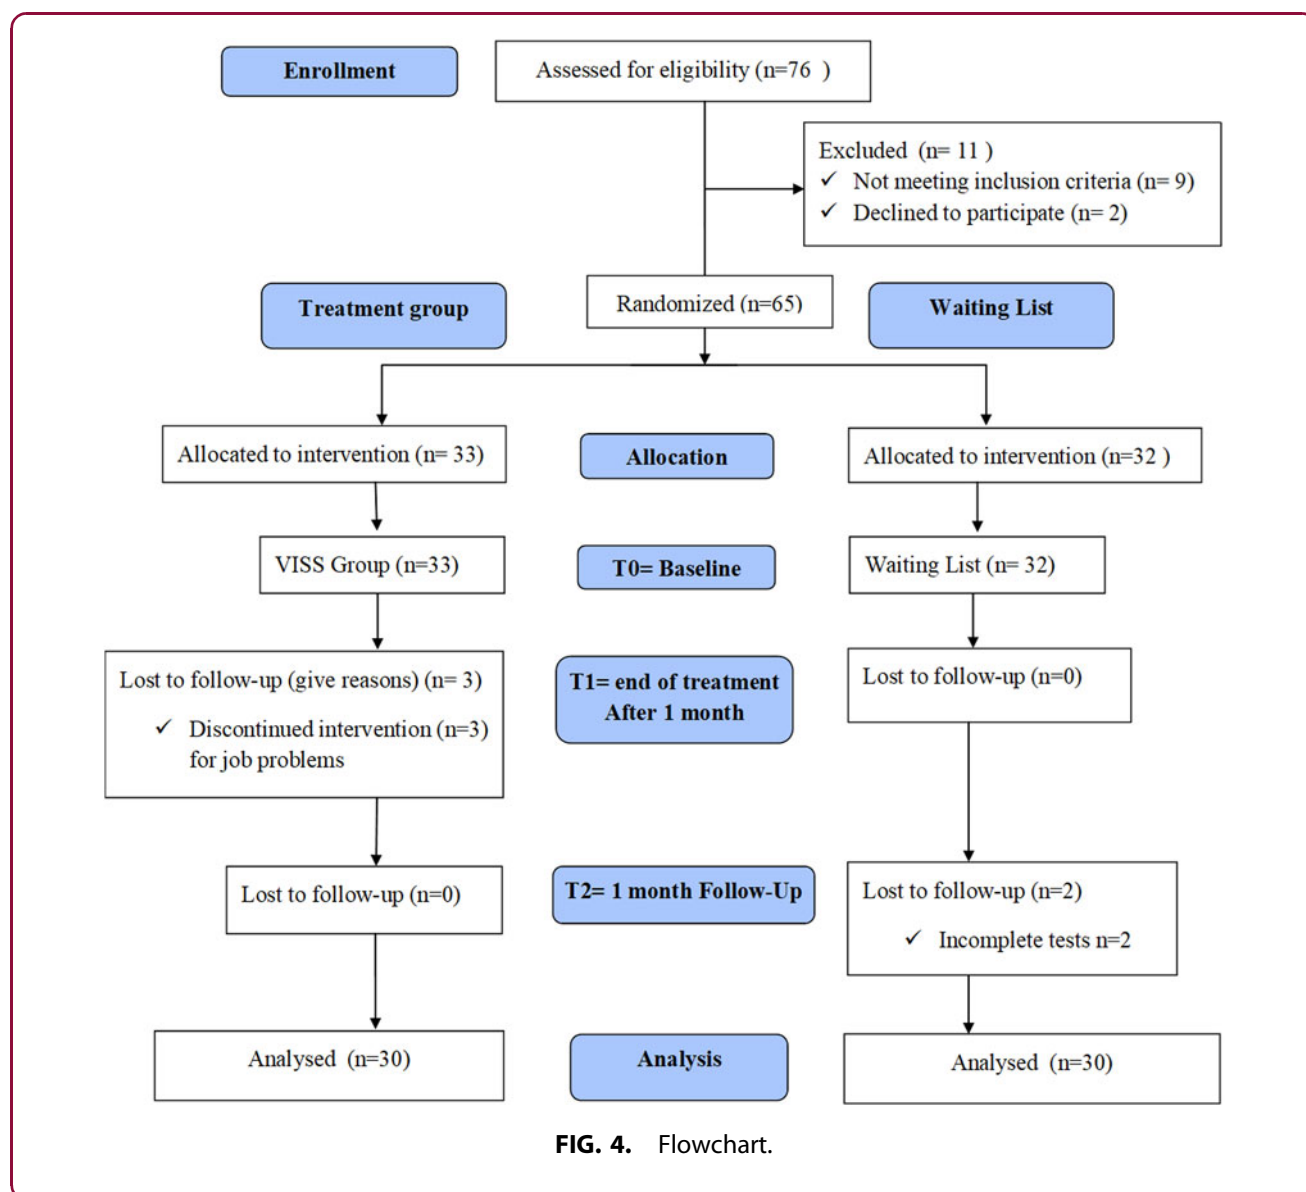 Enrollment
Assessed for eligibility (n=76 )
Excluded (n= 11 )
✓ Not meeting inclusion criteria (n= 9)
✓ Declined to participate (n= 2)
Treatment group
Randomized (n=65)
Waiting List
Allocated to intervention (n= 33)
Allocation
Allocated to intervention (n=32 )
VISS Group (n=33)
T0= Baseline
Waiting List (n= 32)
Lost to follow-up (give reasons) (n= 3)
✓ Discontinued intervention (n=3)
for job problems
T1= end of treatment
After 1 month
Lost to follow-up (n=0)
Lost to follow-up (n=0)
T2= 1 month Follow-Up
Lost to follow-up (n=2)
✓ Incomplete tests n=2
Analysed (n=30)
Analysis
Analysed (n=30)
FIG. 4. Flowchart.